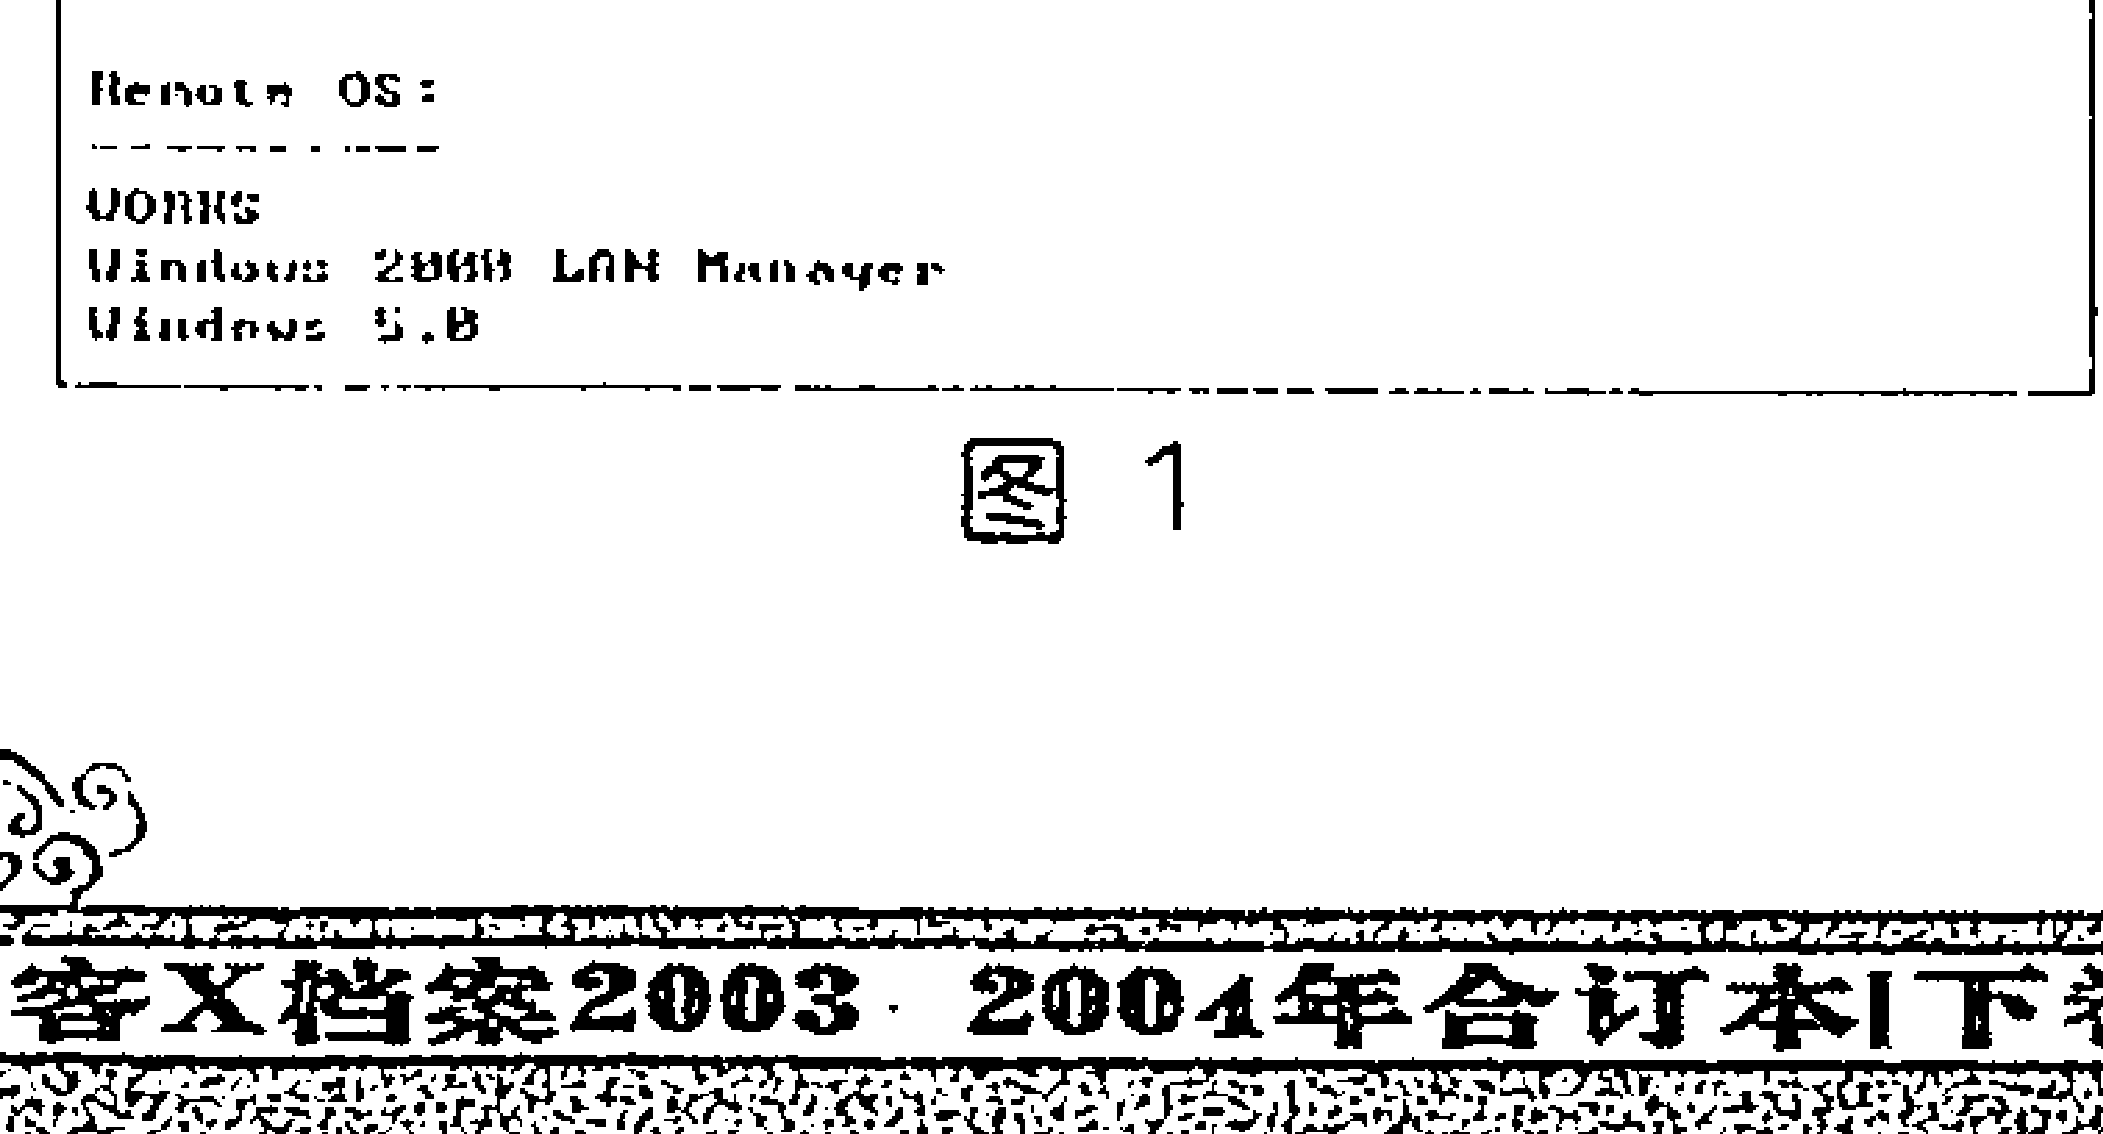 Remote OS:
-----------
WORKS
Windows 2000 LAN Manager
Windows 5.0
图 1
客X档案2003 2004年合订本|下